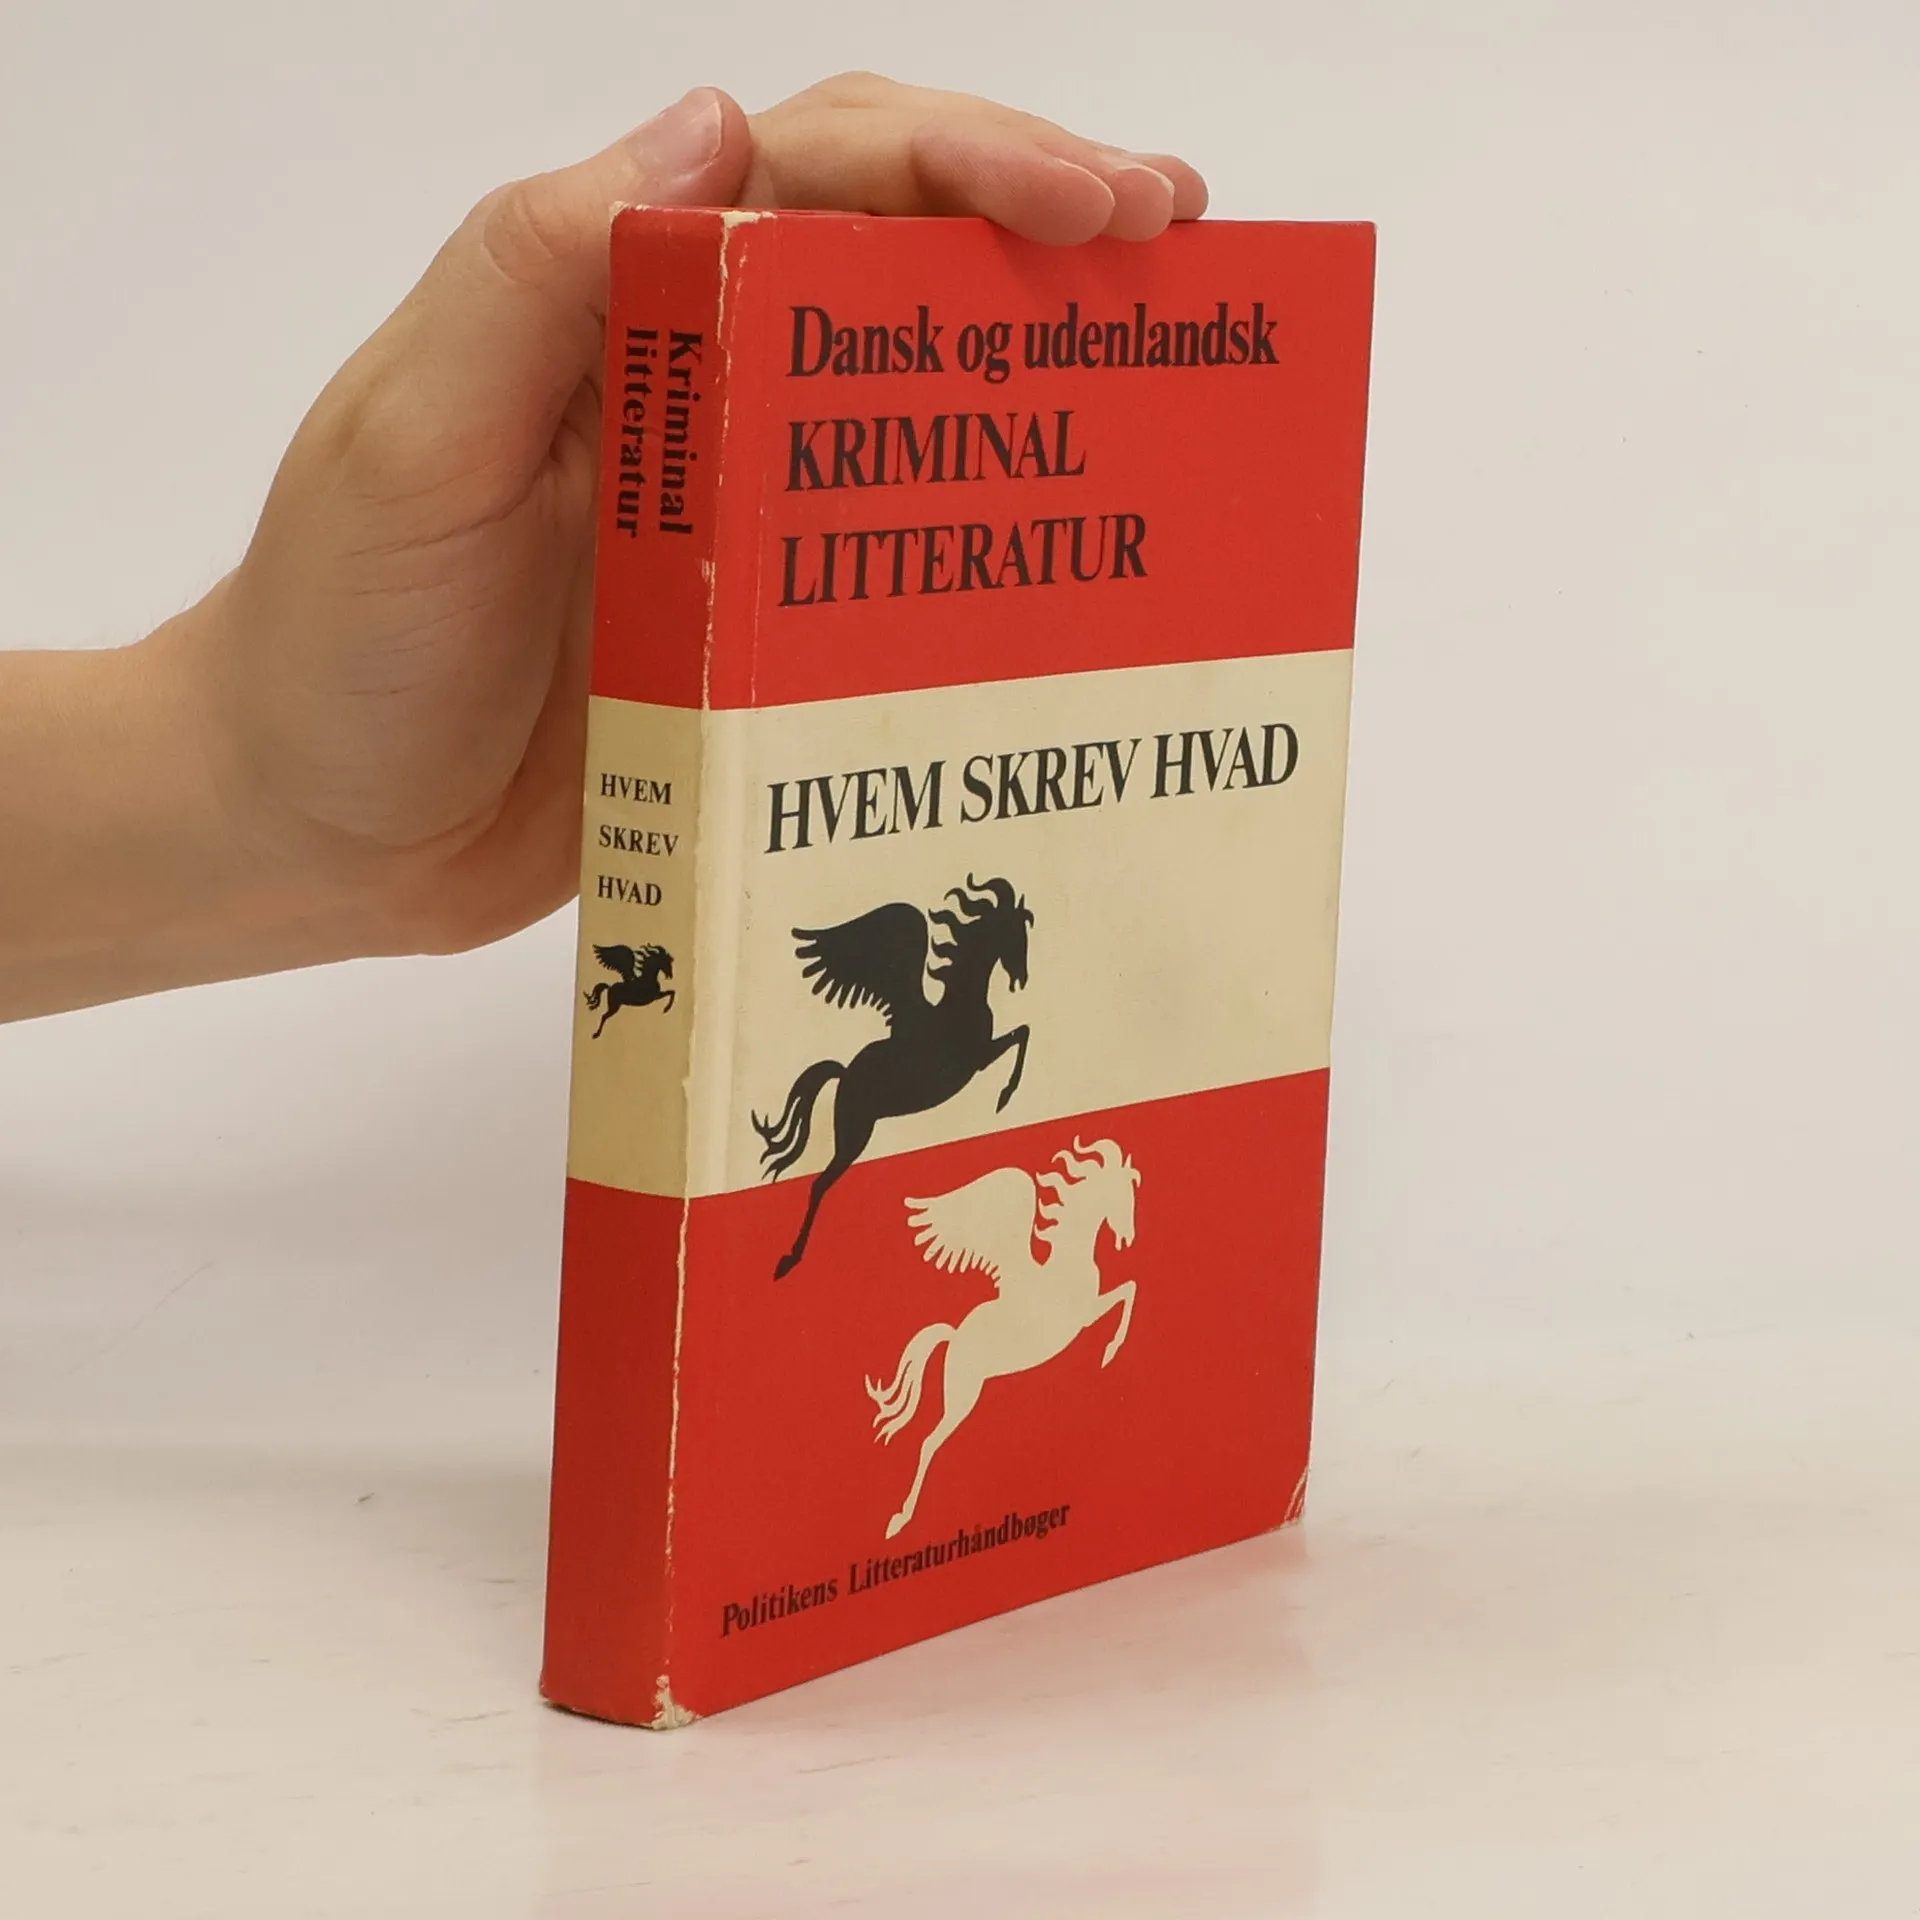 Kriminal
litteratur
HVEM
SKREV
HVAD
Dansk og udenlandsk
KRIMINAL
LITTERATUR
HVEM SKREV HVAD
Politikens Litteraturhåndbøger